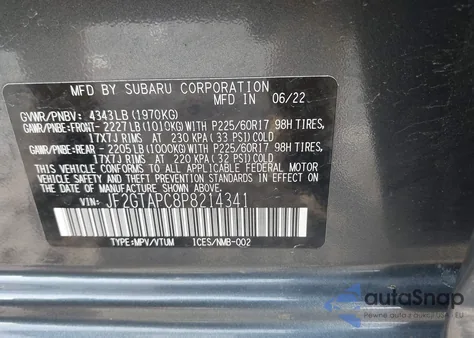 MFD BY SUBARU CORPORATION
MFD IN 06/22
GVWR/PNBV: 4343LB (1970KG)
GAWR/PNBE:FRONT- 2227LB (1010KG) WITH P225/60R17 98H TIRES,
17X7J RIMS AT 230 KPA (33 PSI) COLD
GAWR/PNBE:REAR - 2205LB (1000KG) WITH P225/60R17 98H TIRES,
17X7J RIMS AT 220 KPA (32 PSI) COLD
THIS VEHICLE CONFORMS TO ALL APPLICABLE FEDERAL MOTOR
VEHICLE SAFETY AND THEFT PREVENTION STANDARDS IN EFFECT
ON THE DATE OF MANUFACTURE SHOWN ABOVE.
VIN: JF2GTAPC8P8214341
TYPE:MPV/VTUM ICES/NMB-002
autoSnap
Pewne auto z